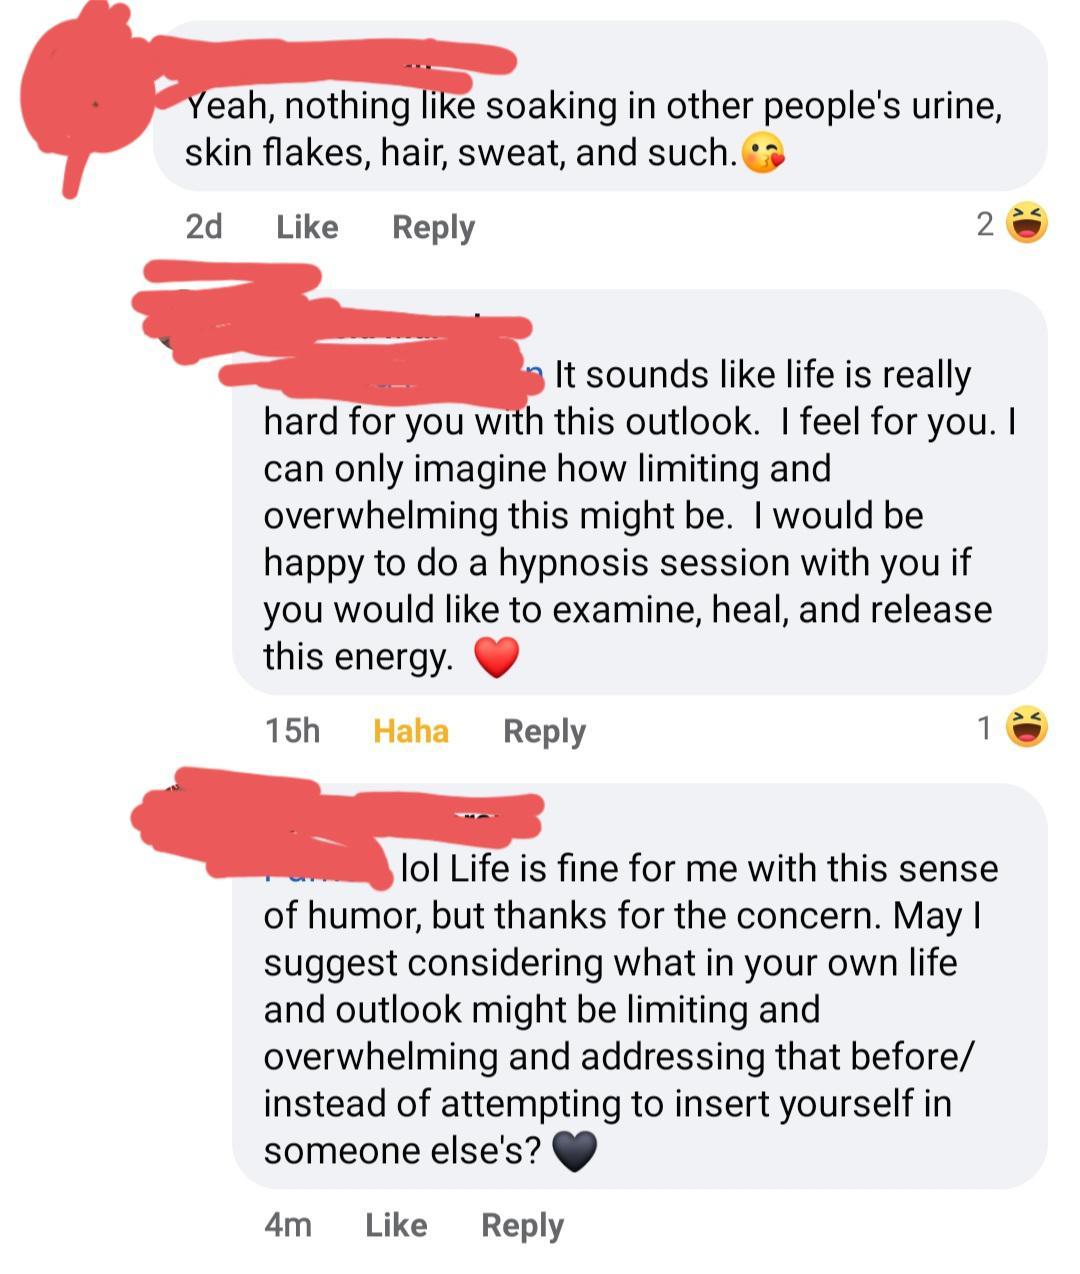 Yeah, nothing like soaking in other people's urine,
skin flakes, hair, sweat, and such.😘
2d Like Reply 2 😆
It sounds like life is really
hard for you with this outlook. I feel for you. I
can only imagine how limiting and
overwhelming this might be. I would be
happy to do a hypnosis session with you if
you would like to examine, heal, and release
this energy. ❤️
15h Haha Reply 1 😆
lol Life is fine for me with this sense
of humor, but thanks for the concern. May I
suggest considering what in your own life
and outlook might be limiting and
overwhelming and addressing that before/
instead of attempting to insert yourself in
someone else's? 🖤
4m Like Reply